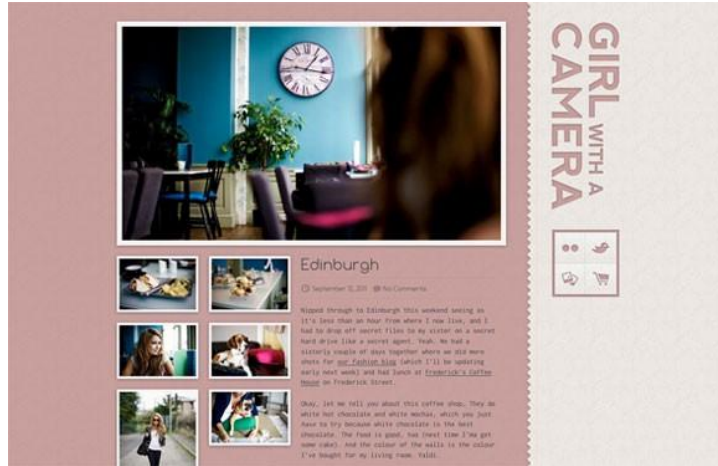 GIRL WITH A
CAMERA
Edinburgh
September 12, 2011 No Comments
Nipped through to Edinburgh this weekend seeing as
it's less than an hour from where I now live, and I
had to drop off secret files to my sister on a secret
hard drive like a secret agent. Yeah. We had a
sisterly couple of days together where we did more
shots for our fashion blog (which I'll be updating
early next week) and had lunch at Frederick's Coffee
House on Frederick Street.
Okay, let me tell you about this coffee shop. They do
white hot chocolate and white mochas, which you just
have to try because white chocolate is the best
chocolate. The food is good, too (next time I'ma get
some cake). And the colour of the walls is the colour
I've bought for my living room. Yaldi.